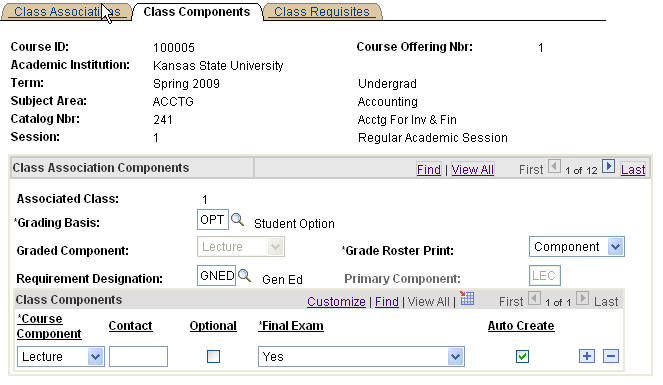 Class Associations Class Components Class Requisites
Course ID: 100005 Course Offering Nbr: 1
Academic Institution: Kansas State University
Term: Spring 2009 Undergrad
Subject Area: ACCTG Accounting
Catalog Nbr: 241 Acctg For Inv & Fin
Session: 1 Regular Academic Session
Class Association Components Find | View All First 1 of 12 Last
Associated Class: 1
*Grading Basis: OPT Student Option
Graded Component: Lecture *Grade Roster Print: Component
Requirement Designation: GNED Gen Ed Primary Component: LEC
Class Components Customize | Find | View All | First 1 of 1 Last
*Course Component Contact Optional *Final Exam Auto Create
Lecture Yes